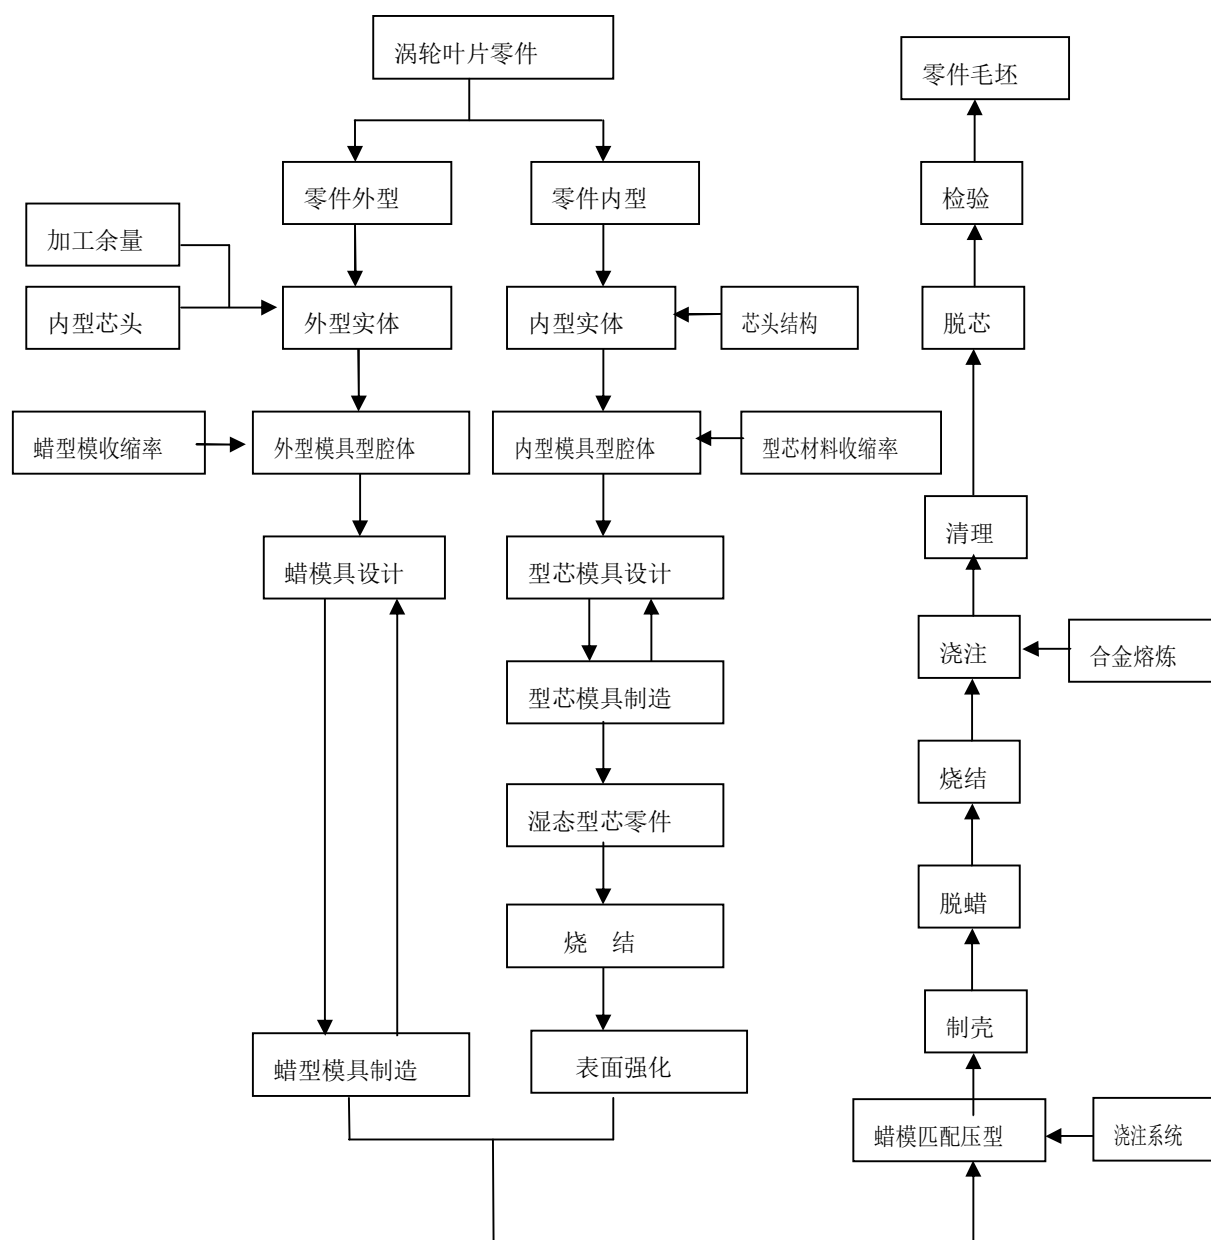 涡轮叶片零件
零件毛坯
零件外型
零件内型
检验
加工余量
内型芯头
外型实体
内型实体
芯头结构
脱芯
蜡型模收缩率
外型模具型腔体
内型模具型腔体
型芯材料收缩率
清理
蜡模具设计
型芯模具设计
浇注
合金熔炼
型芯模具制造
烧结
湿态型芯零件
脱蜡
烧 结
制壳
蜡型模具制造
表面强化
蜡模匹配压型
浇注系统